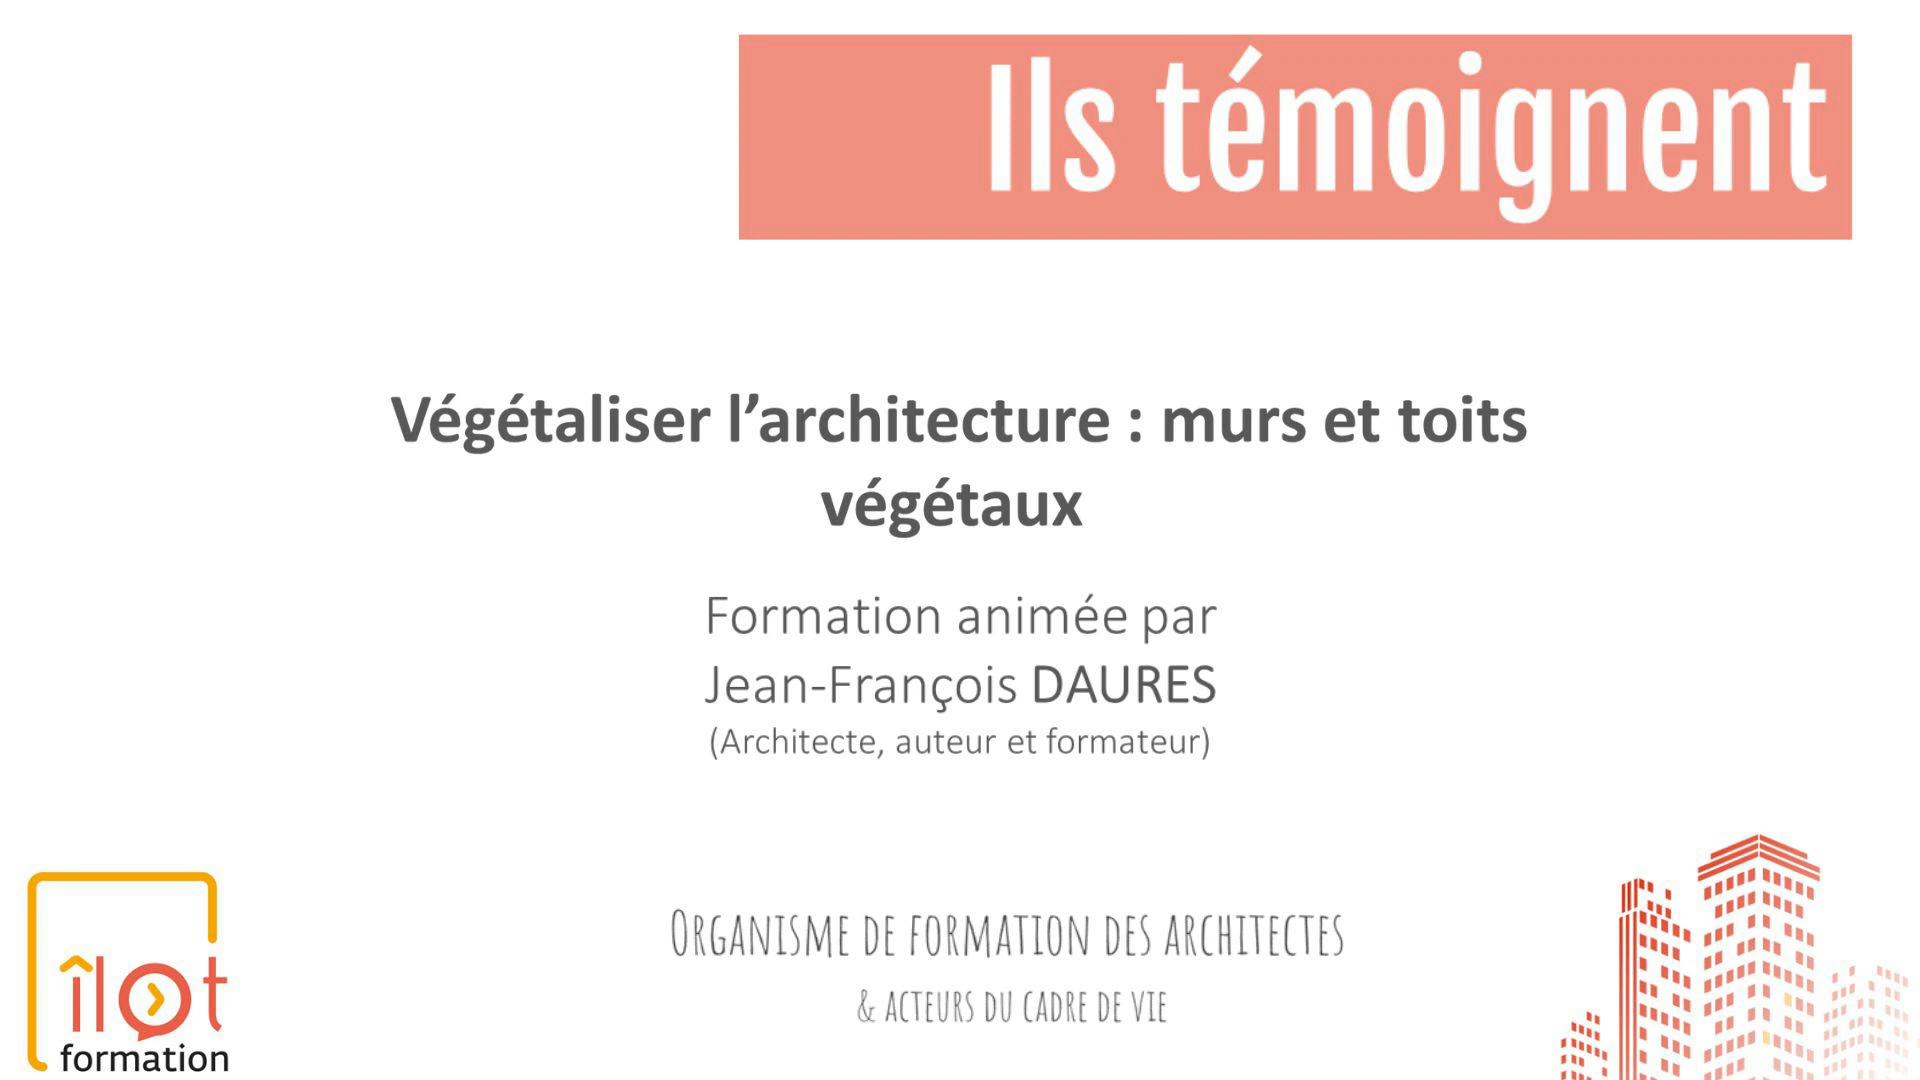 Ils témoignent
Végétaliser l’architecture : murs et toits
végétaux
Formation animée par
Jean-François DAURES
(Architecte, auteur et formateur)
Organisme de formation des architectes
& acteurs du cadre de vie
îlot
formation